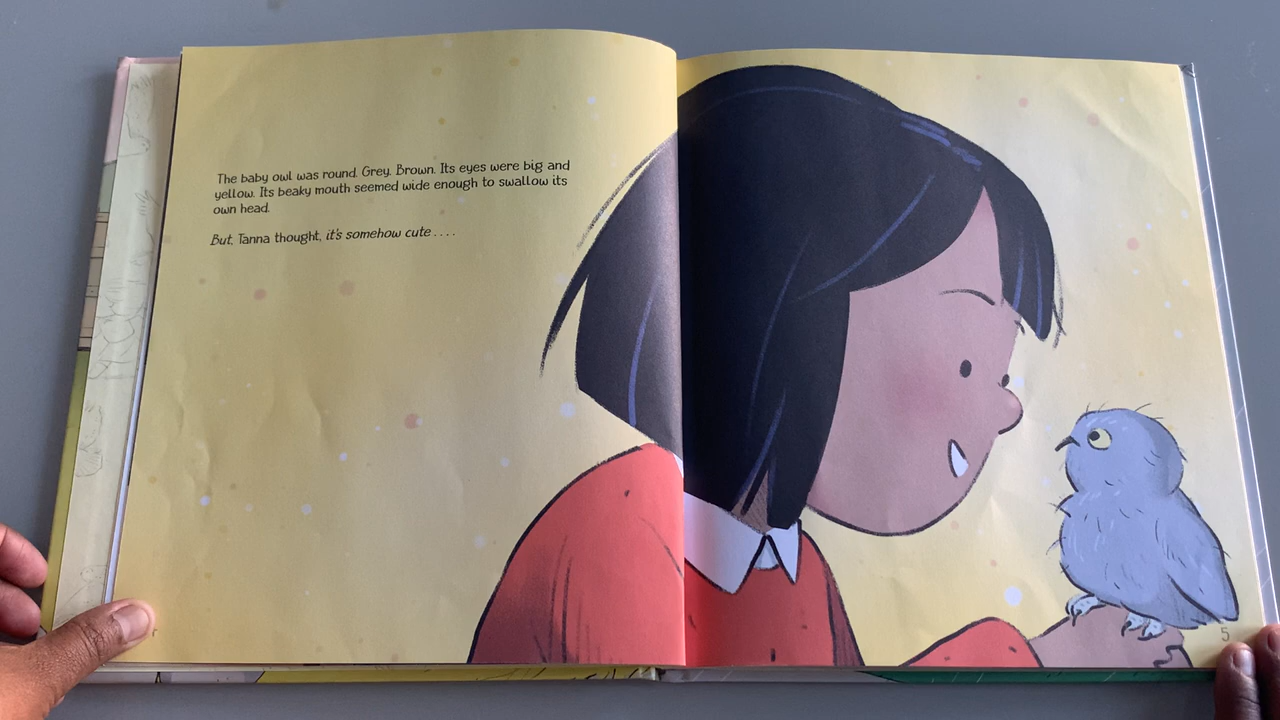 The baby owl was round. Grey. Brown. Its eyes were big and
yellow. Its beaky mouth seemed wide enough to swallow its
own head.
But, Tanna thought, it's somehow cute . . . .
5